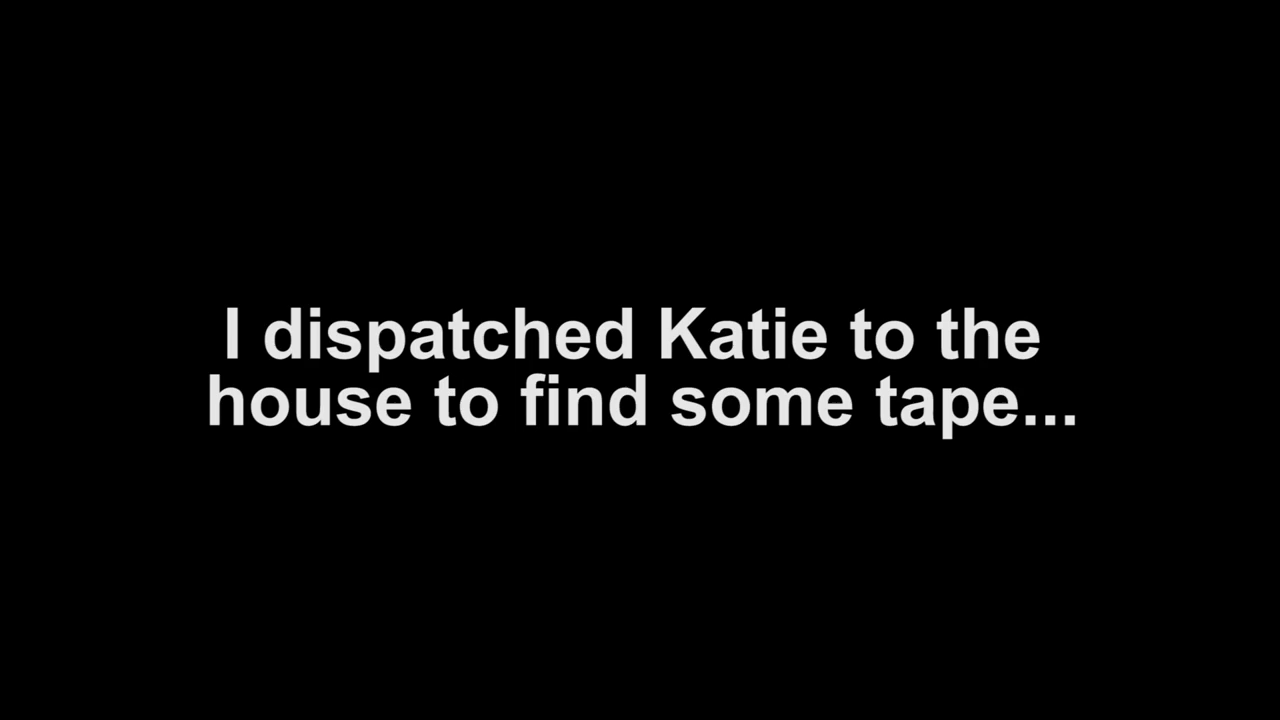 I dispatched Katie to the
house to find some tape...